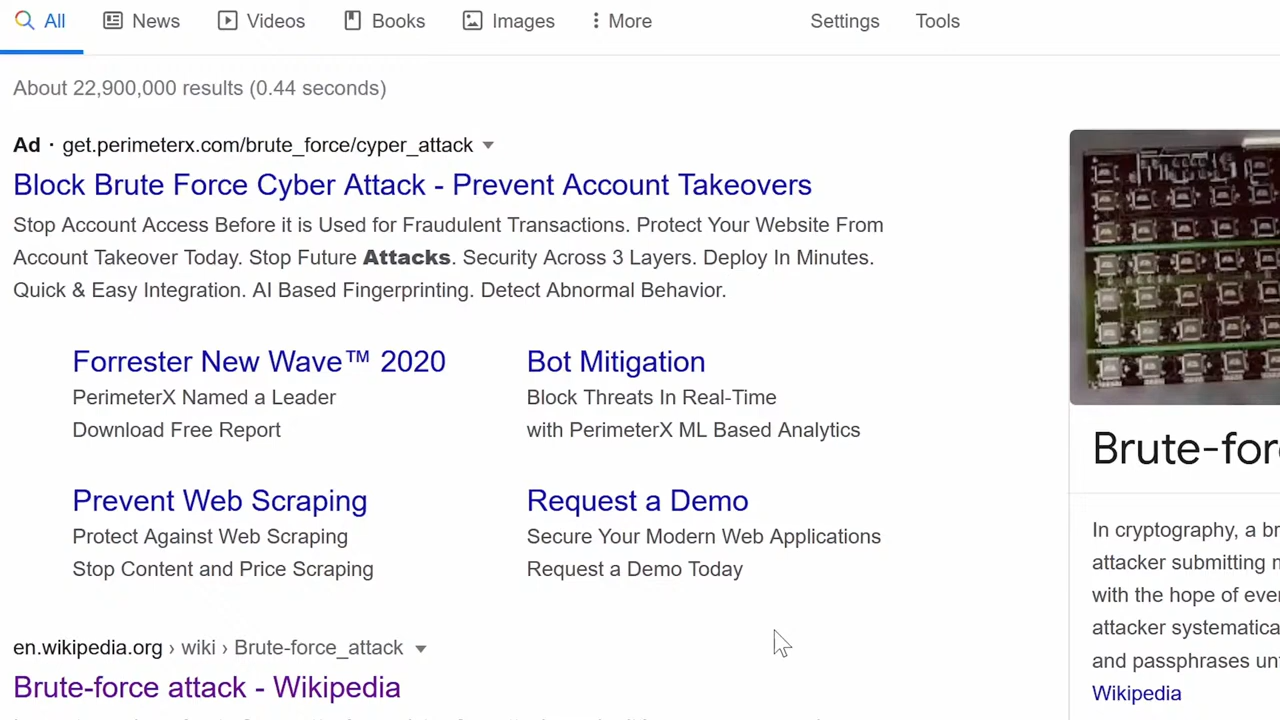 All News Videos Books Images More Settings Tools
About 22,900,000 results (0.44 seconds)
Ad · get.perimeterx.com/brute_force/cyper_attack
Block Brute Force Cyber Attack - Prevent Account Takeovers
Stop Account Access Before it is Used for Fraudulent Transactions. Protect Your Website From
Account Takeover Today. Stop Future Attacks. Security Across 3 Layers. Deploy In Minutes.
Quick & Easy Integration. AI Based Fingerprinting. Detect Abnormal Behavior.
Forrester New Wave™ 2020
PerimeterX Named a Leader
Download Free Report
Bot Mitigation
Block Threats In Real-Time
with PerimeterX ML Based Analytics
Prevent Web Scraping
Protect Against Web Scraping
Stop Content and Price Scraping
Request a Demo
Secure Your Modern Web Applications
Request a Demo Today
en.wikipedia.org › wiki › Brute-force_attack
Brute-force attack - Wikipedia
Brute-for
In cryptography, a br
attacker submitting m
with the hope of eve
attacker systematica
and passphrases un
Wikipedia